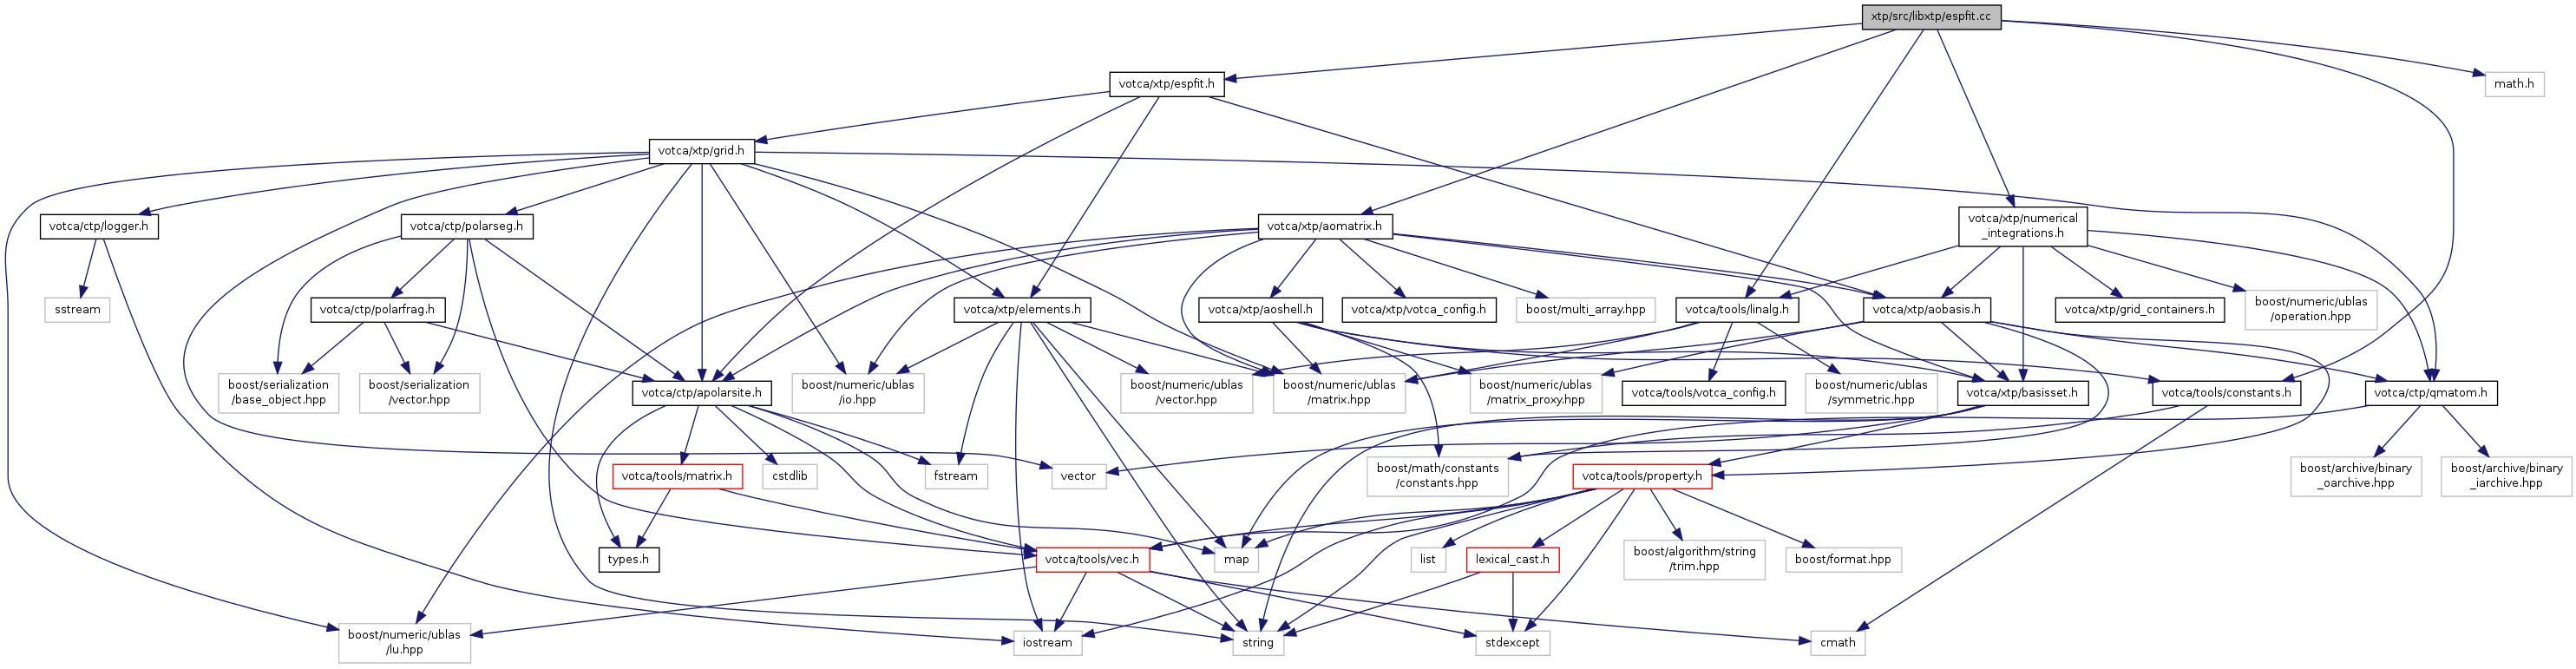 xtp/src/libxtp/espfit.cc
votca/xtp/espfit.h
math.h
votca/xtp/grid.h
votca/ctp/logger.h
votca/ctp/polarseg.h
votca/xtp/aomatrix.h
votca/xtp/numerical
_integrations.h
sstream
votca/ctp/polarfrag.h
votca/xtp/elements.h
votca/xtp/aoshell.h
votca/xtp/votca_config.h
boost/multi_array.hpp
votca/tools/linalg.h
votca/xtp/aobasis.h
votca/xtp/grid_containers.h
boost/numeric/ublas
/operation.hpp
boost/serialization
/base_object.hpp
boost/serialization
/vector.hpp
votca/ctp/apolarsite.h
boost/numeric/ublas
/io.hpp
boost/numeric/ublas
/vector.hpp
boost/numeric/ublas
/matrix.hpp
boost/numeric/ublas
/matrix_proxy.hpp
votca/tools/votca_config.h
boost/numeric/ublas
/symmetric.hpp
votca/xtp/basisset.h
votca/tools/constants.h
votca/ctp/qmatom.h
votca/tools/matrix.h
cstdlib
fstream
vector
boost/math/constants
/constants.hpp
votca/tools/property.h
boost/archive/binary
_oarchive.hpp
boost/archive/binary
_iarchive.hpp
types.h
votca/tools/vec.h
map
list
lexical_cast.h
boost/algorithm/string
/trim.hpp
boost/format.hpp
boost/numeric/ublas
/lu.hpp
iostream
string
stdexcept
cmath